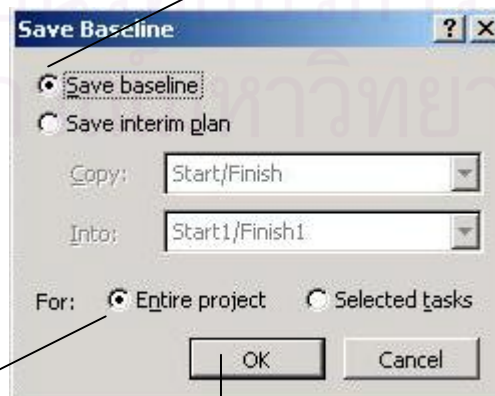 Save Baseline
Save baseline
Save interim plan
Copy: Start/Finish
Into: Start1/Finish1
For: Entire project Selected tasks
OK Cancel